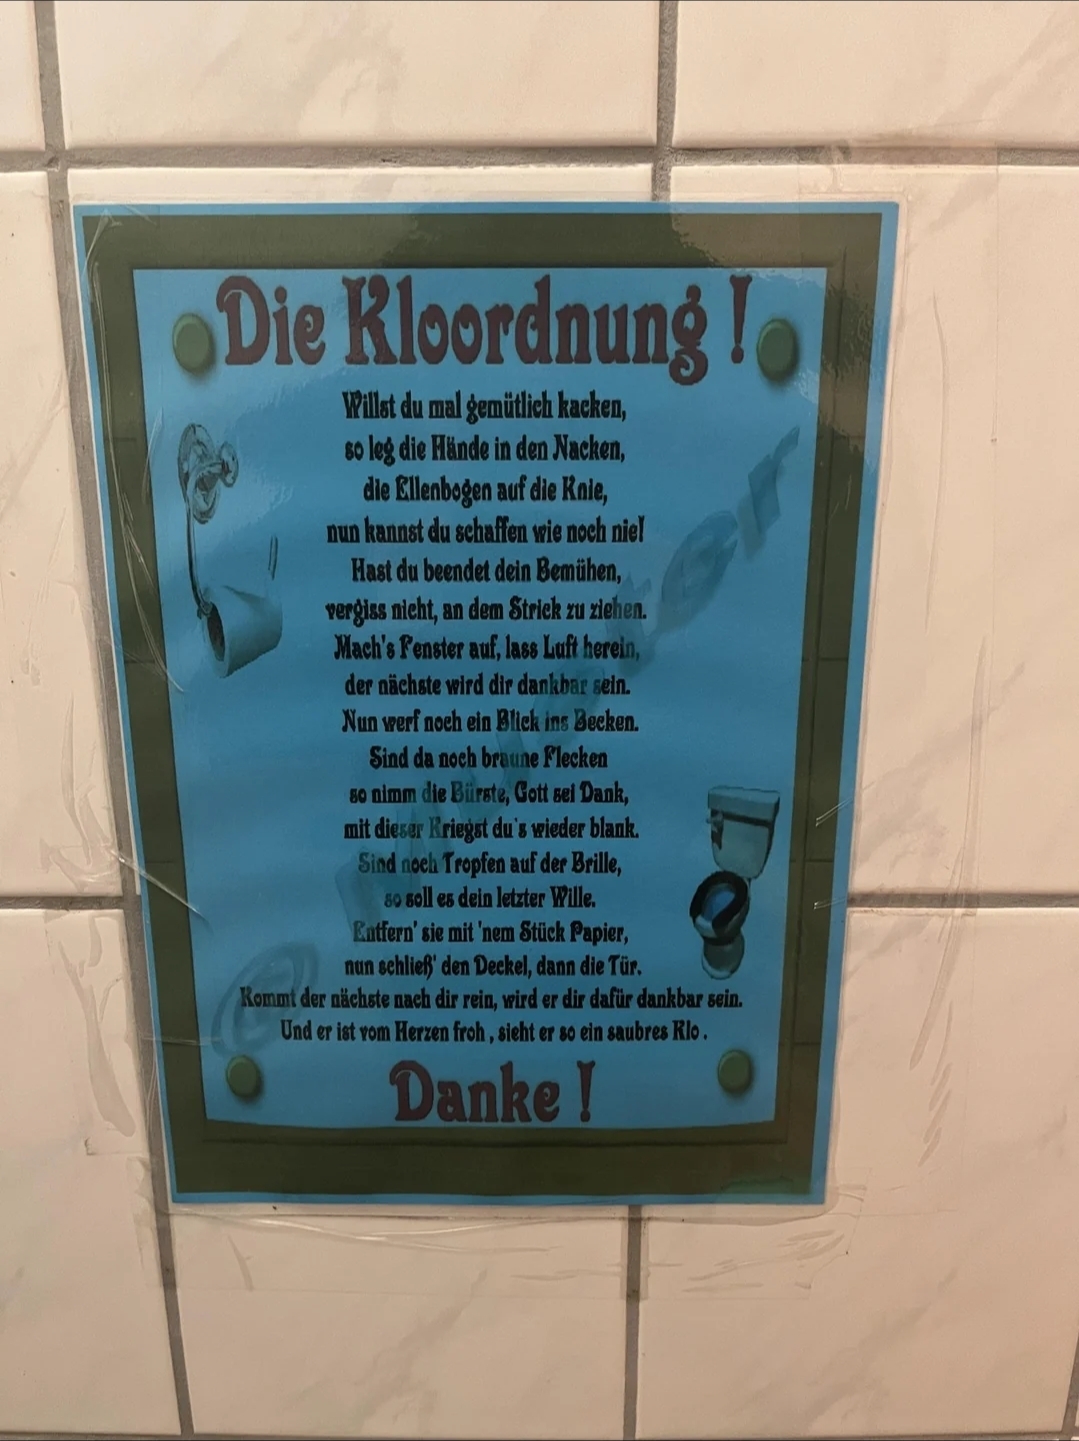 Die Kloordnung !
Willst du mal gemütlich kacken,
so leg die Hände in den Nacken,
die Ellenbogen auf die Knie,
nun kannst du schaffen wie noch nie!
Hast du beendet dein Bemühen,
vergiss nicht, an dem Strick zu ziehen.
Mach's Fenster auf, lass Luft herein,
der nächste wird dir dankbar sein.
Nun werf noch ein Blick ins Becken.
Sind da noch braune Flecken
so nimm die Bürste, Gott sei Dank,
mit dieser Kriegst du's wieder blank.
Sind noch Tropfen auf der Brille,
so soll es dein letzter Wille.
Entfern' sie mit 'nem Stück Papier,
nun schließ' den Deckel, dann die Tür.
Kommt der nächste nach dir rein, wird er dir dafür dankbar sein.
Und er ist vom Herzen froh , sieht er so ein saubres Klo .
Danke !